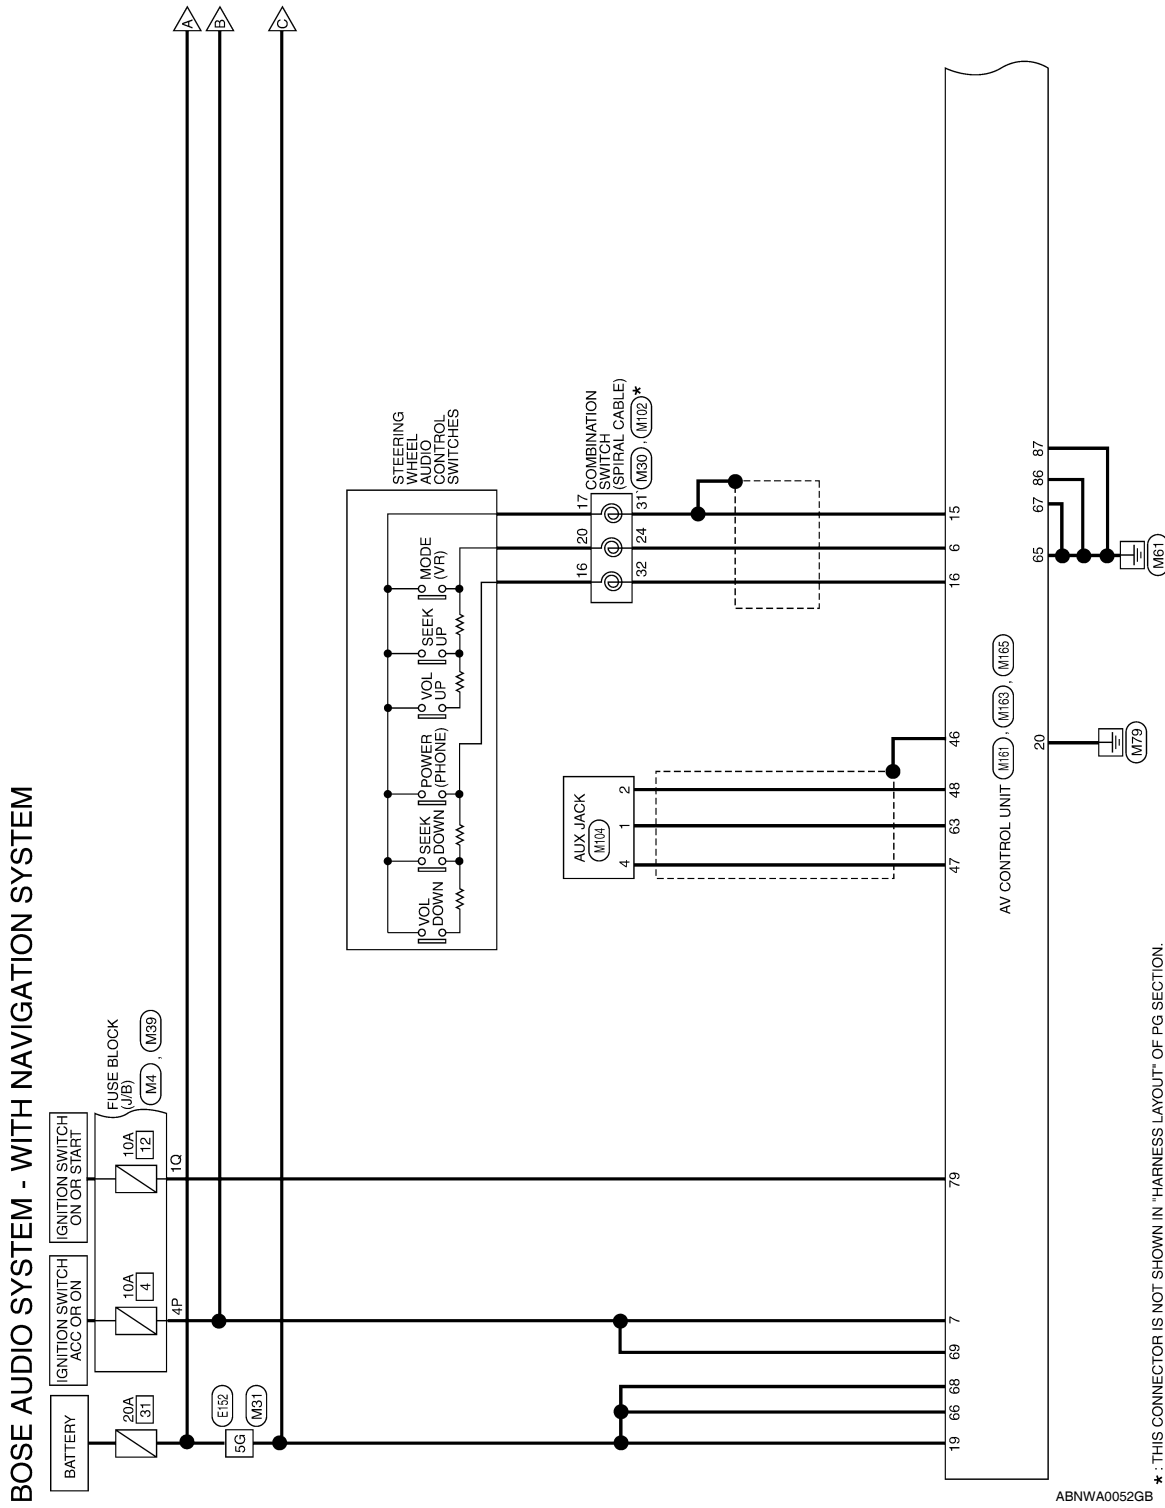 BOSE AUDIO SYSTEM - WITH NAVIGATION SYSTEM
BATTERY
IGNITION SWITCH
ACC OR ON
IGNITION SWITCH
ON OR START
FUSE BLOCK
(J/B)
M4 , M39
20A
31
10A
4
10A
12
4P
1Q
A
B
C
5G
E152
M31
STEERING
WHEEL
AUDIO
CONTROL
SWITCHES
VOL
DOWN
SEEK
DOWN
POWER
(PHONE)
VOL
UP
SEEK
UP
MODE
(VR)
COMBINATION
SWITCH
(SPIRAL CABLE)
M30 , M102 *
16
20
17
32
24
31
AUX JACK
M104
4
1
2
19
66
68
69
7
79
47
63
48
46
16
6
15
AV CONTROL UNIT M161 , M163 , M165
20
65
67
86
87
M79
M61
* : THIS CONNECTOR IS NOT SHOWN IN "HARNESS LAYOUT" OF PG SECTION.
ABNWA0052GB